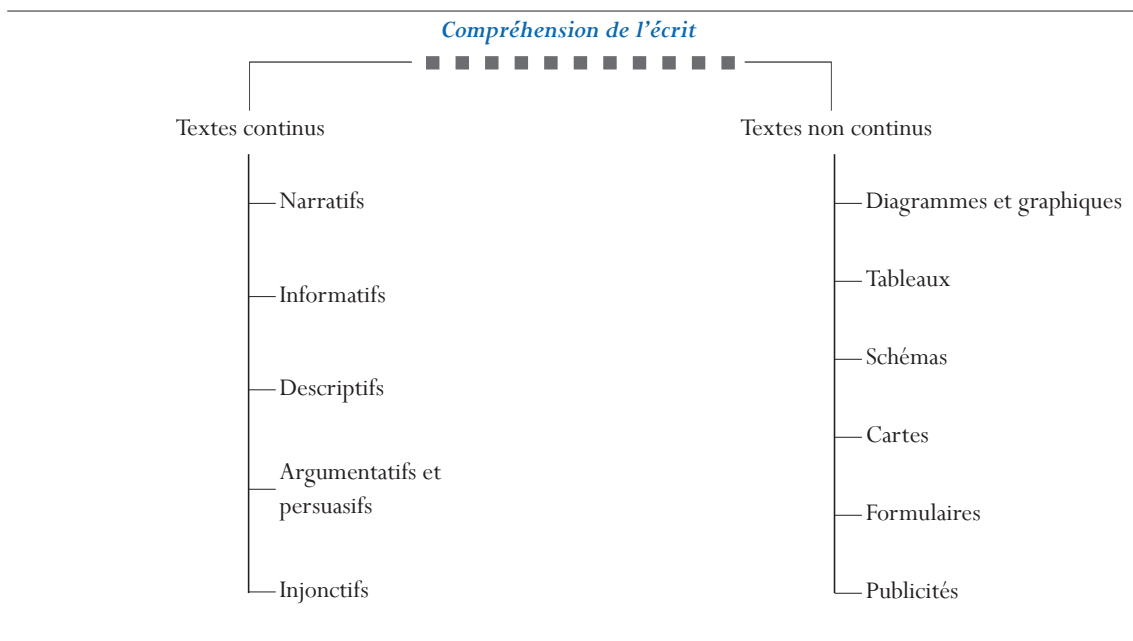 Compréhension de l’écrit
Textes continus
Narratifs
Informatifs
Descriptifs
Argumentatifs et
persuasifs
Injonctifs
Textes non continus
Diagrammes et graphiques
Tableaux
Schémas
Cartes
Formulaires
Publicités